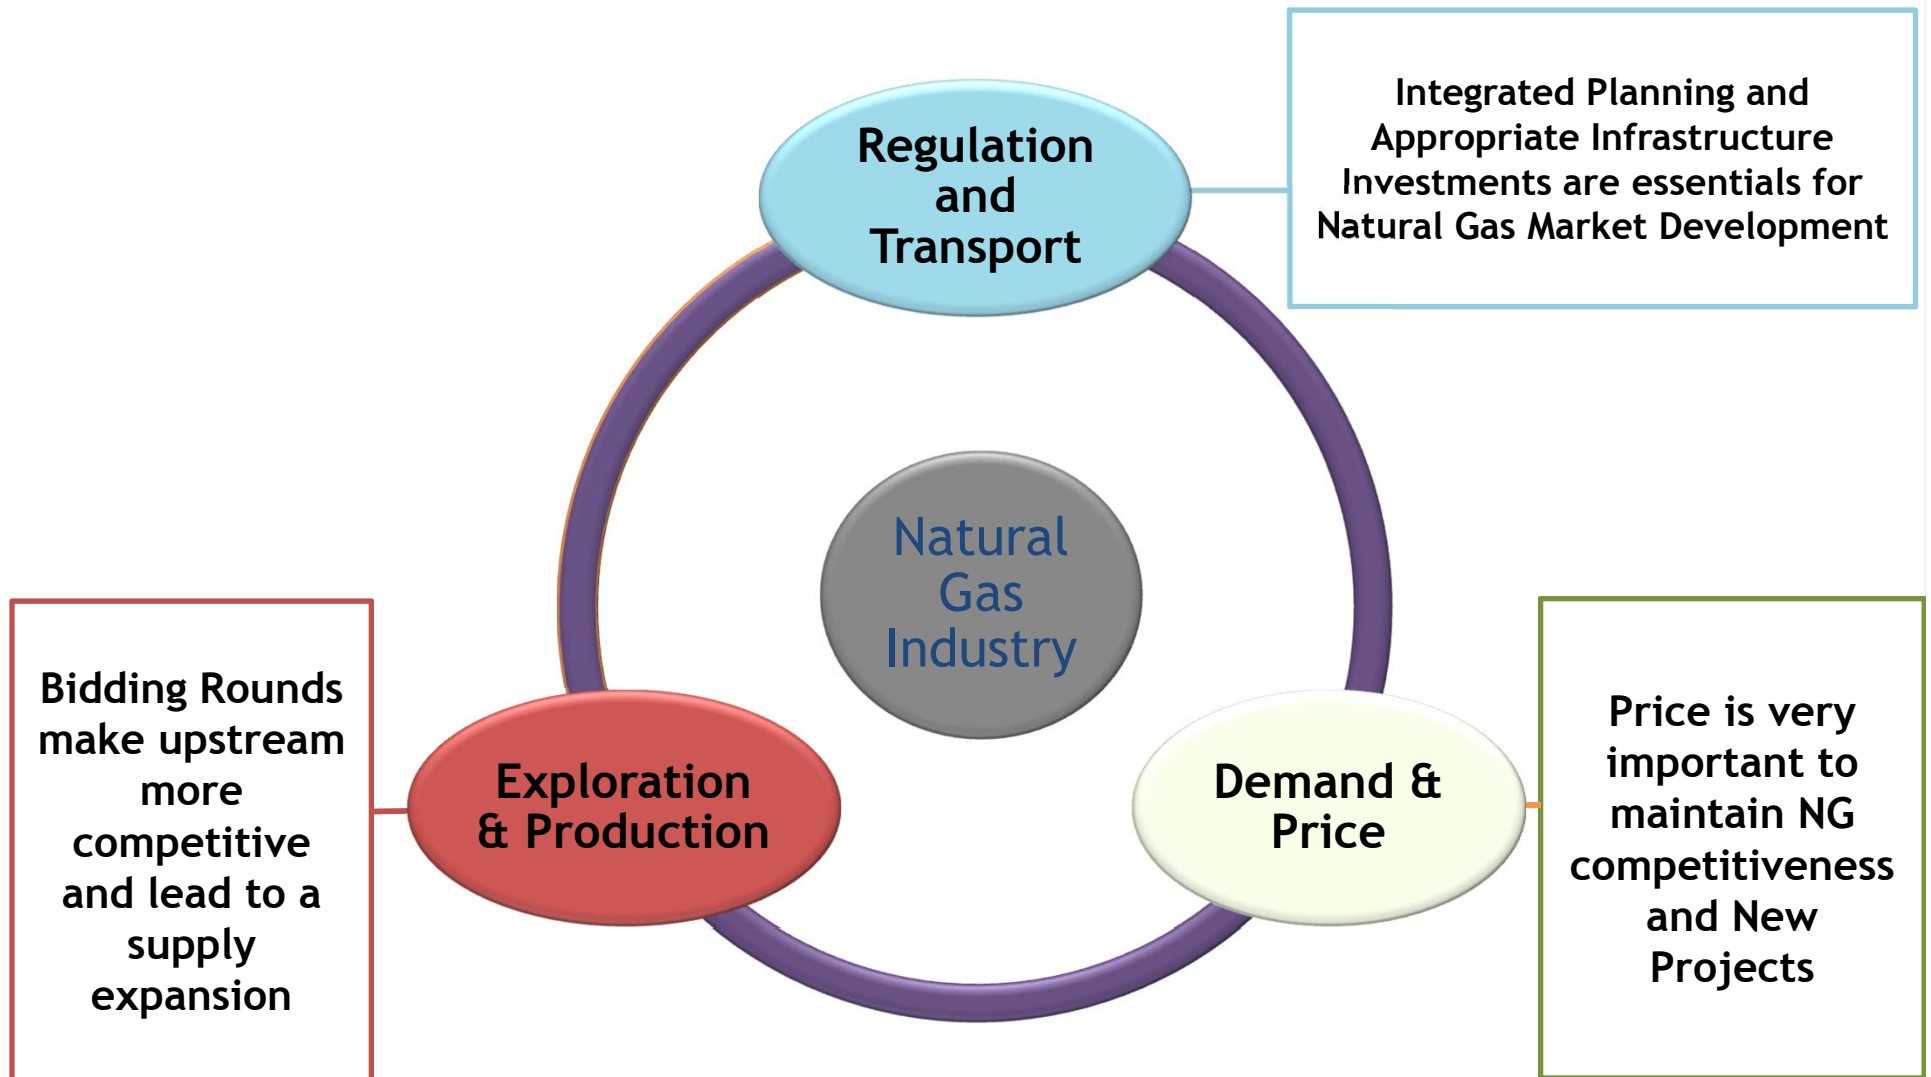 Integrated Planning and
Appropriate Infrastructure
Investments are essentials for
Natural Gas Market Development
Regulation
and
Transport
Natural
Gas
Industry
Bidding Rounds
make upstream
more
competitive
and lead to a
supply
expansion
Exploration
& Production
Demand &
Price
Price is very
important to
maintain NG
competitiveness
and New
Projects